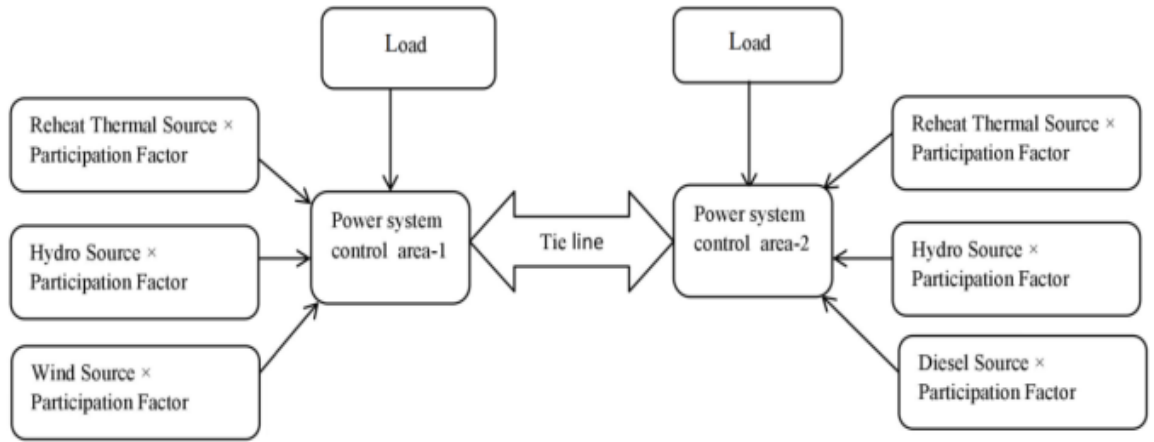 Load
Load
Reheat Thermal Source ×
Participation Factor
Hydro Source ×
Participation Factor
Wind Source ×
Participation Factor
Power system
control area-1
Tie line
Power system
control area-2
Reheat Thermal Source ×
Participation Factor
Hydro Source ×
Participation Factor
Diesel Source ×
Participation Factor